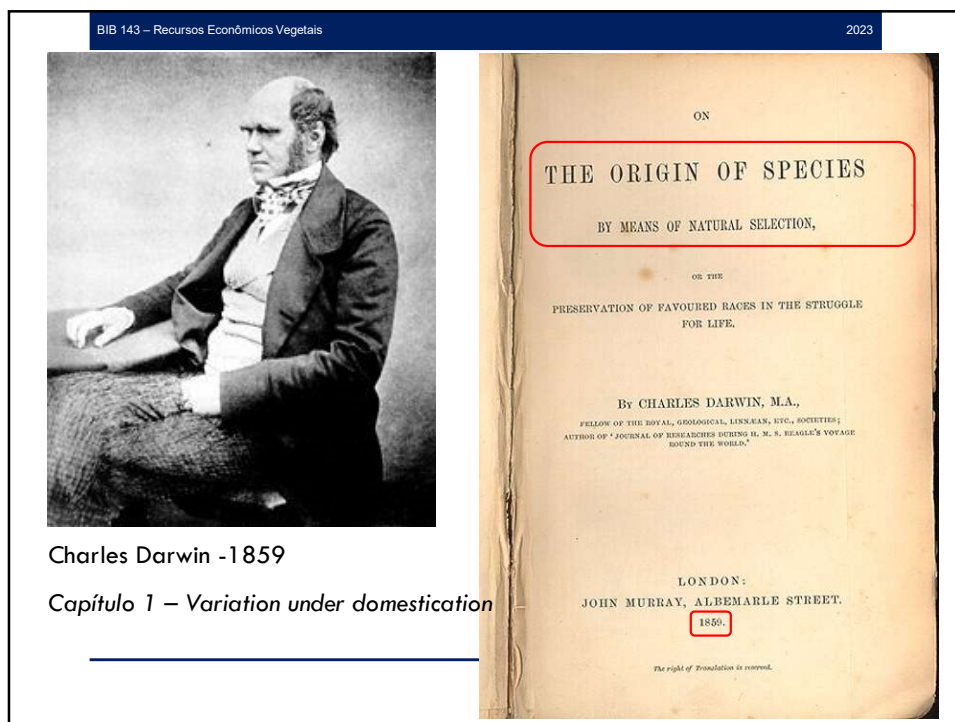 BIB 143 – Recursos Econômicos Vegetais 2023
Charles Darwin -1859
Capítulo 1 – Variation under domestication
ON
THE ORIGIN OF SPECIES
BY MEANS OF NATURAL SELECTION,
OR THE
PRESERVATION OF FAVOURED RACES IN THE STRUGGLE
FOR LIFE.
BY CHARLES DARWIN, M.A.,
FELLOW OF THE ROYAL, GEOLOGICAL, LINNÆAN, ETC., SOCIETIES;
AUTHOR OF ‘JOURNAL OF RESEARCHES DURING H. M. S. BEAGLE’S VOYAGE
ROUND THE WORLD.’
LONDON:
JOHN MURRAY, ALBEMARLE STREET.
1859.
The right of Translation is reserved.